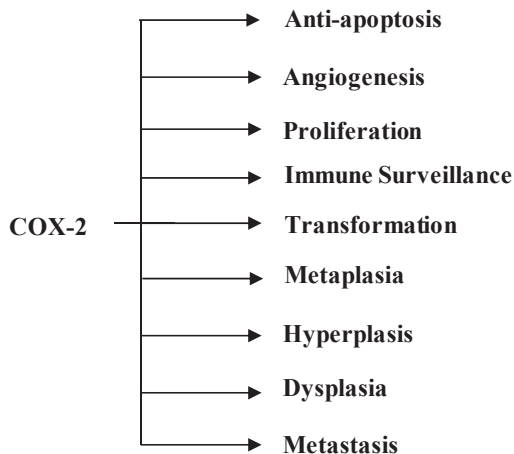 Anti-apoptosis
Angiogenesis
Proliferation
Immune Surveillance
COX-2
Transformation
Metaplasia
Hyperplasis
Dysplasia
Metastasis